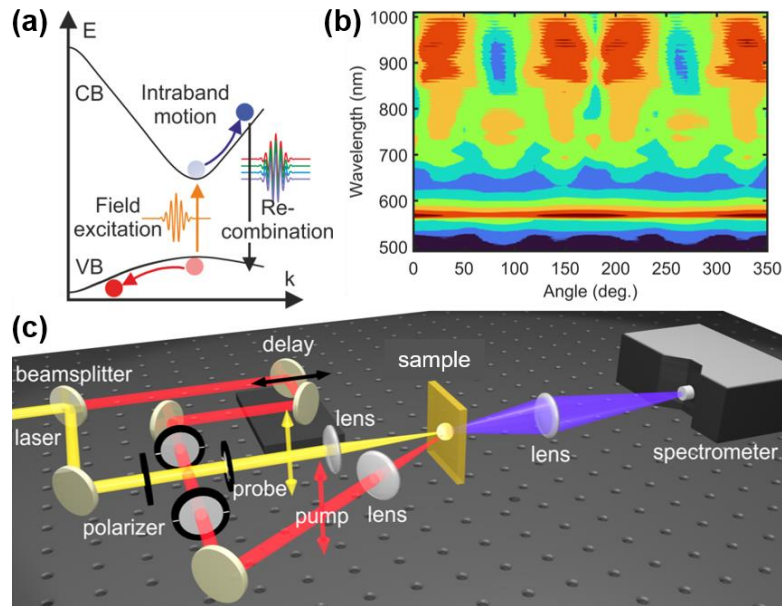 (a)
E
CB
Intraband
motion
Field
excitation
Re-
combination
VB
k
(b)
Wavelength (nm)
1000
900
800
700
600
500
0
50
100
150
200
250
300
350
Angle (deg.)
(c)
beamsplitter
laser
delay
sample
lens
lens
spectrometer
probe
polarizer
pump
lens